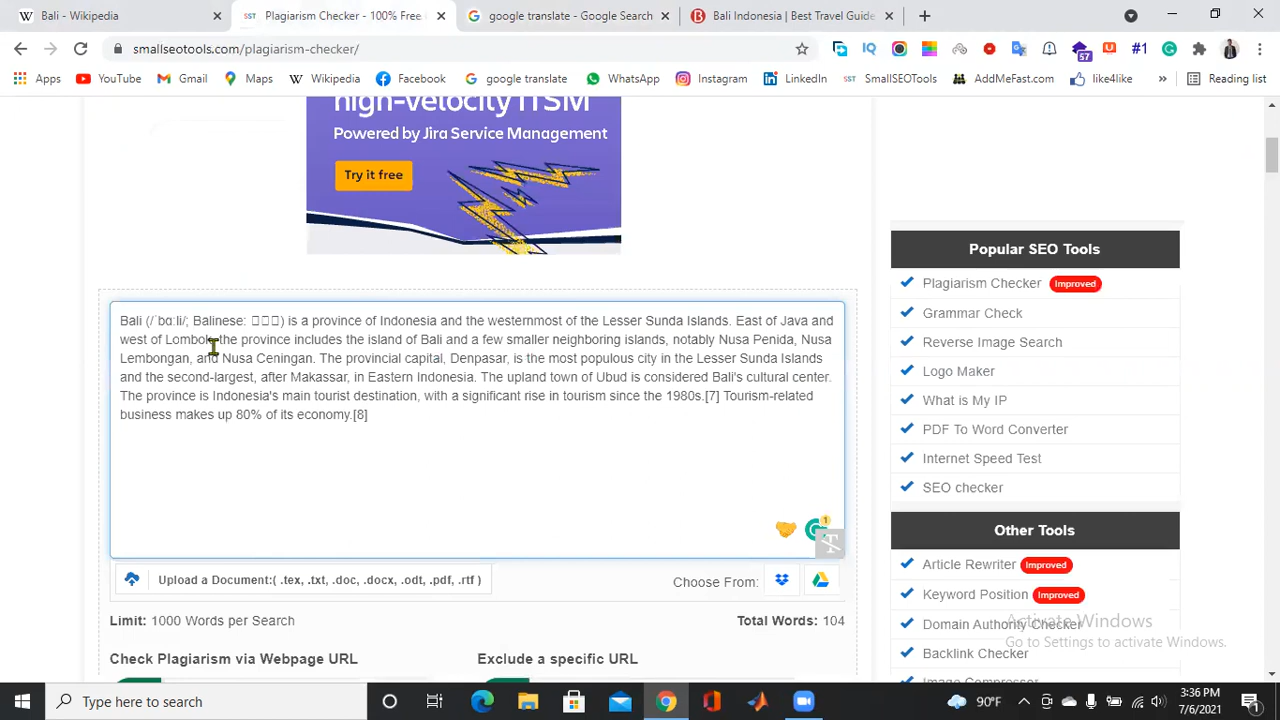 Bali - Wikipedia
SST Plagiarism Checker - 100% Free
google translate - Google Search
Bali Indonesia | Best Travel Guide
smallseotools.com/plagiarism-checker/
57
#1
Apps YouTube Gmail Maps Wikipedia Facebook google translate WhatsApp Instagram LinkedIn SmallSEOTools AddMeFast.com like4like » Reading list
high-velocity ITSM
Powered by Jira Service Management
Try it free
Bali (/ˈbɑːli/; Balinese: ) is a province of Indonesia and the westernmost of the Lesser Sunda Islands. East of Java and
west of Lombok, the province includes the island of Bali and a few smaller neighboring islands, notably Nusa Penida, Nusa
Lembongan, and Nusa Ceningan. The provincial capital, Denpasar, is the most populous city in the Lesser Sunda Islands
and the second-largest, after Makassar, in Eastern Indonesia. The upland town of Ubud is considered Bali's cultural center.
The province is Indonesia's main tourist destination, with a significant rise in tourism since the 1980s.[7] Tourism-related
business makes up 80% of its economy.[8]
1
Upload a Document:( .tex, .txt, .doc, .docx, .odt, .pdf, .rtf )
Choose From:
Limit: 1000 Words per Search
Total Words: 104
Check Plagiarism via Webpage URL
Exclude a specific URL
Popular SEO Tools
Plagiarism Checker Improved
Grammar Check
Reverse Image Search
Logo Maker
What is My IP
PDF To Word Converter
Internet Speed Test
SEO checker
Other Tools
Article Rewriter Improved
Keyword Position Improved
Domain Authority Checker
Backlink Checker
Image Compressor
Activate Windows
Go to Settings to activate Windows.
Type here to search
90°F
3:36 PM
7/6/2021
1